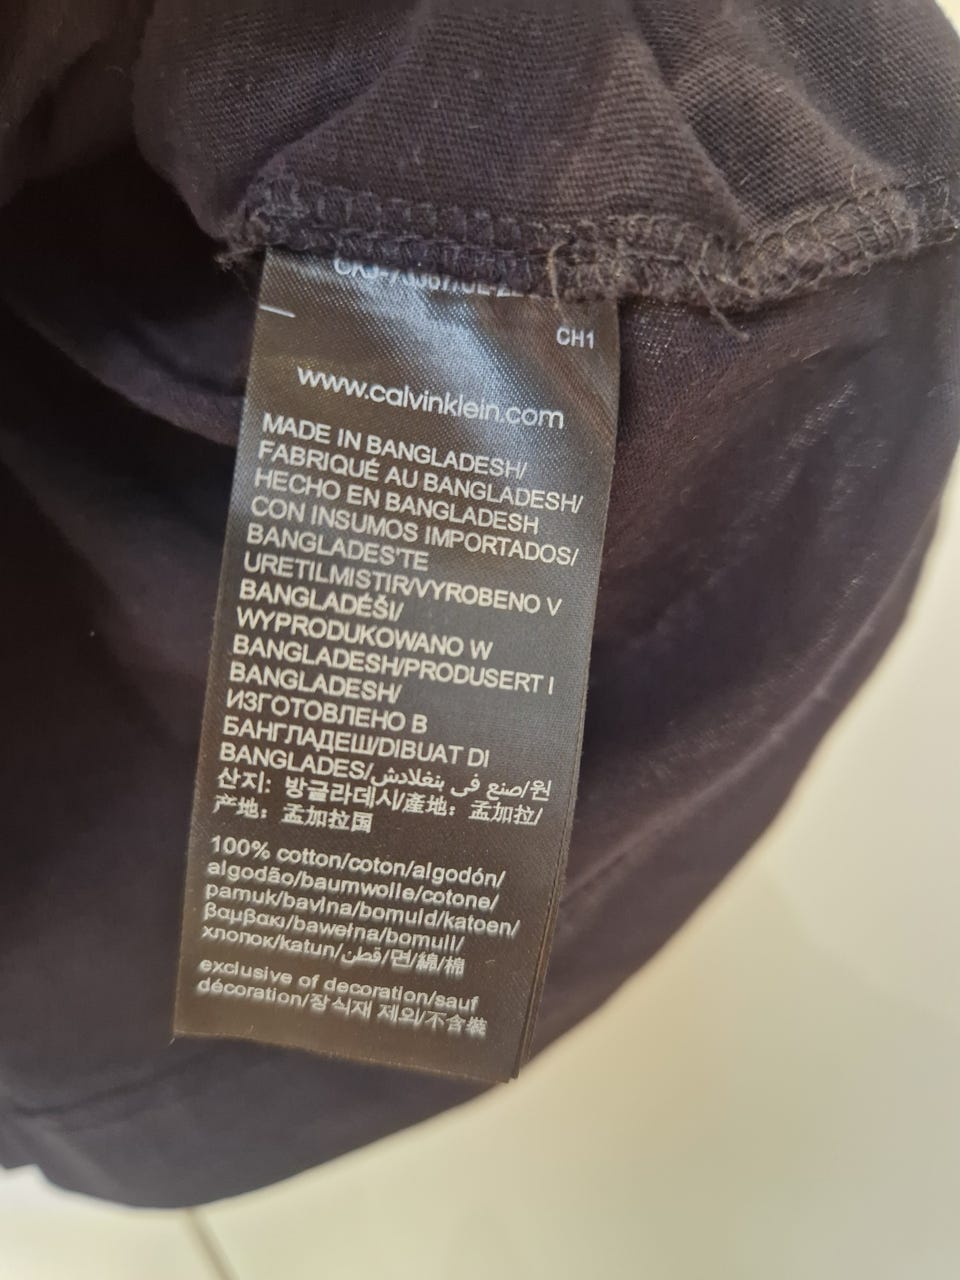 CH1
www.calvinklein.com
MADE IN BANGLADESH/
FABRIQUÉ AU BANGLADESH/
HECHO EN BANGLADESH
CON INSUMOS IMPORTADOS/
BANGLADES'TE
URETILMISTIR/VYROBENO V
BANGLADÉŠI/
WYPRODUKOWANO W
BANGLADESH/PRODUSERT I
BANGLADESH/
ИЗГОТОВЛЕНО В
БАНГЛАДЕШ/DIBUAT DI
BANGLADES/صنع في بنغلادش/원
산지: 방글라데시/產地: 孟加拉/
产地: 孟加拉国
100% cotton/coton/algodón/
algodão/baumwolle/cotone/
pamuk/bavlna/bomuld/katoen/
βαμβακι/bawełna/bomull/
хлопок/katun/قطن/면/綿/棉
exclusive of decoration/sauf
décoration/장식재 제외/不含裝